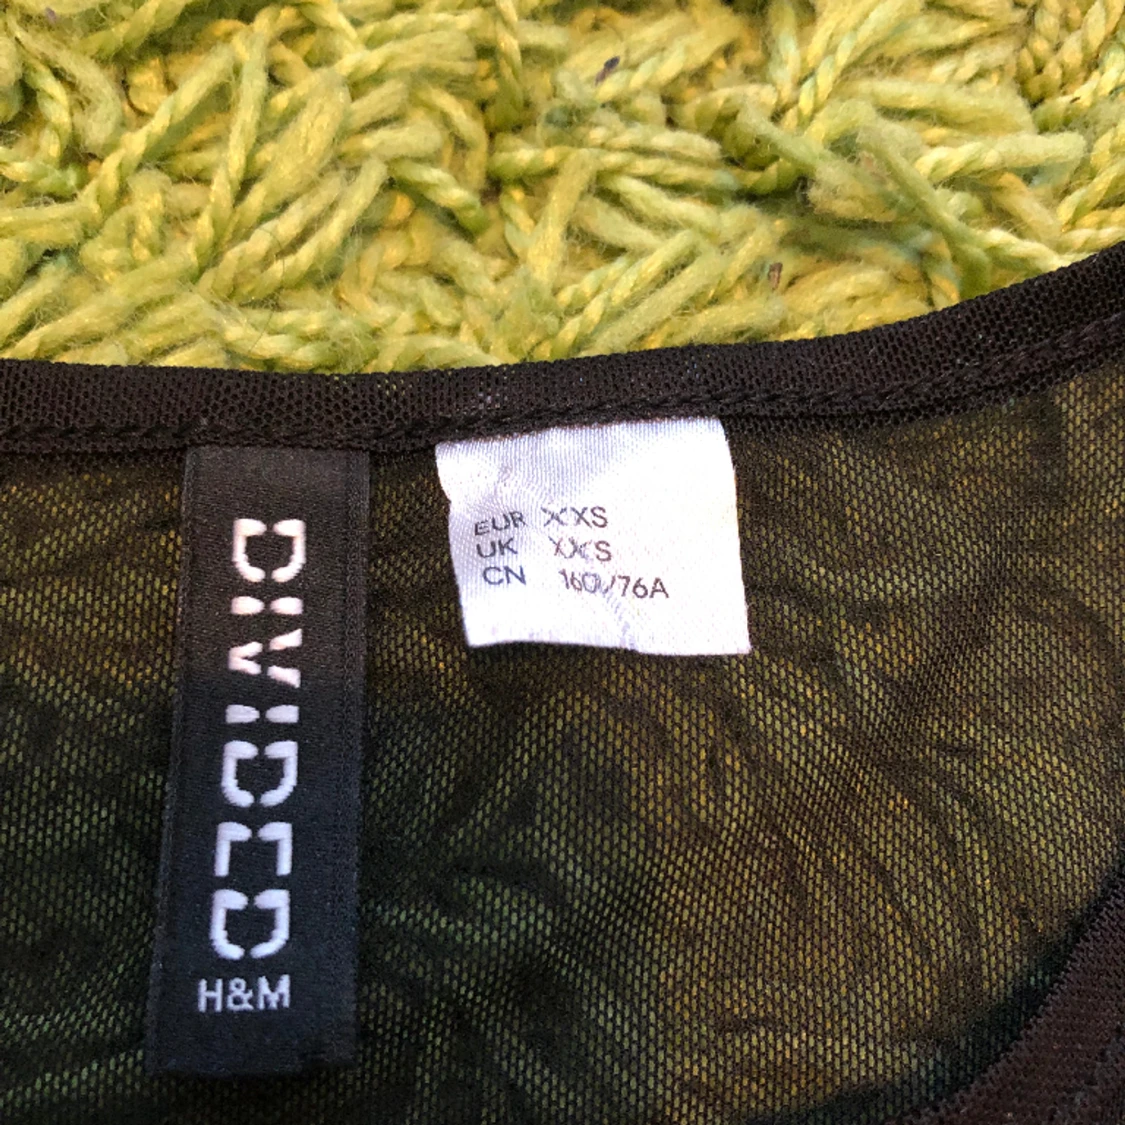 DIVIDED
H&M
EUR XXS
UK XXS
CN 160/76A